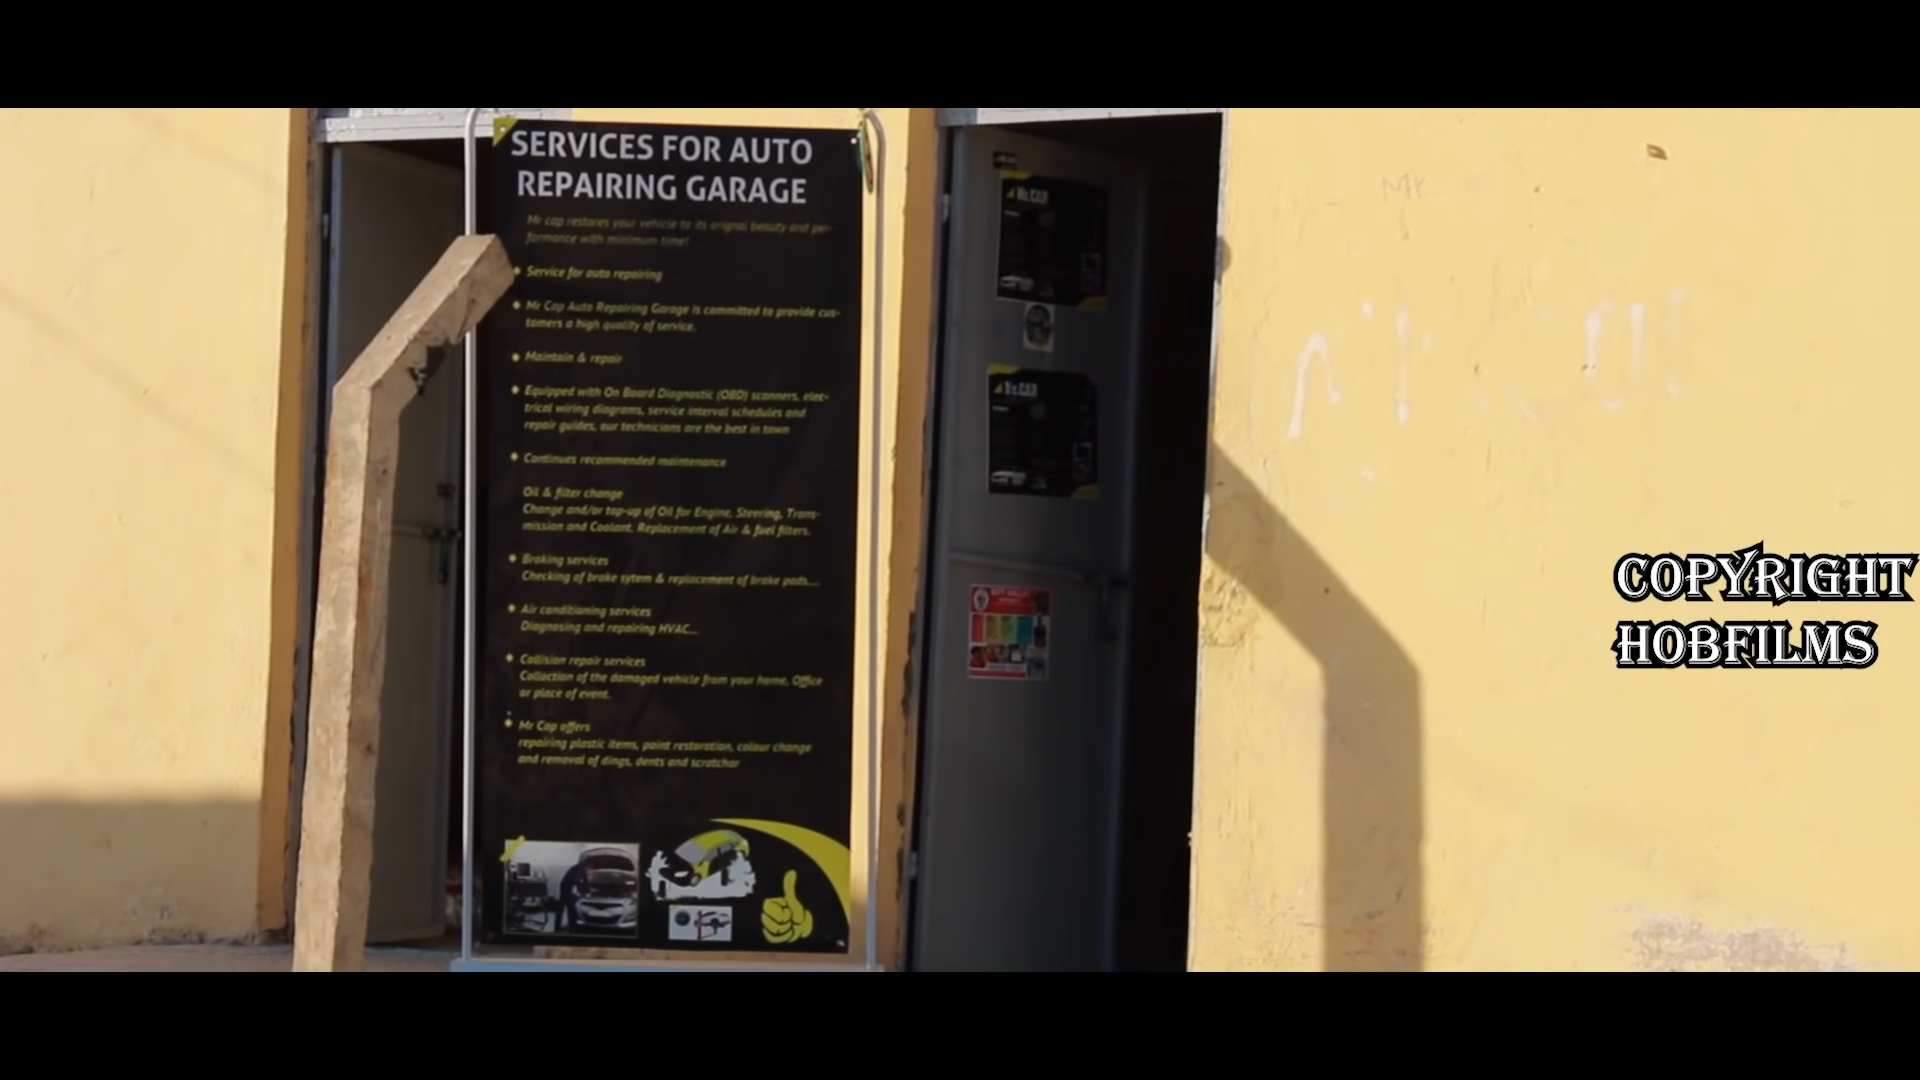 SERVICES FOR AUTO
REPAIRING GARAGE
Mr cap restores your vehicle to its orignal beauty and per-
formance with minimum time!
Service for auto repairing
Mr Cap Auto Repairing Garage is committed to provide cus-
tomers a high quality of service.
Maintain & repair
Equipped with On Board Diagnostic (OBD) scanners, elec-
trical wiring diagrams, service interval schedules and
repair guides, our technicians are the best in town
Continues recommended maintenance
Oil & filter change
Change and/or top-up of Oil for Engine, Steering, Trans-
mission and Coolant. Replacement of Air & fuel filters.
Braking services
Checking of brake sytem & replacement of brake pads....
Air conditioning services
Diagnosing and repairing HVAC...
Collision repair services
Collection of the damaged vehicle from your home, Office
or place of event.
Mr Cap offers
repairing plastic items, paint restoration, colour change
and removal of dings, dents and scratchar
Mr.CAP
Mr.CAP
COPYRIGHT
HOBFILMS